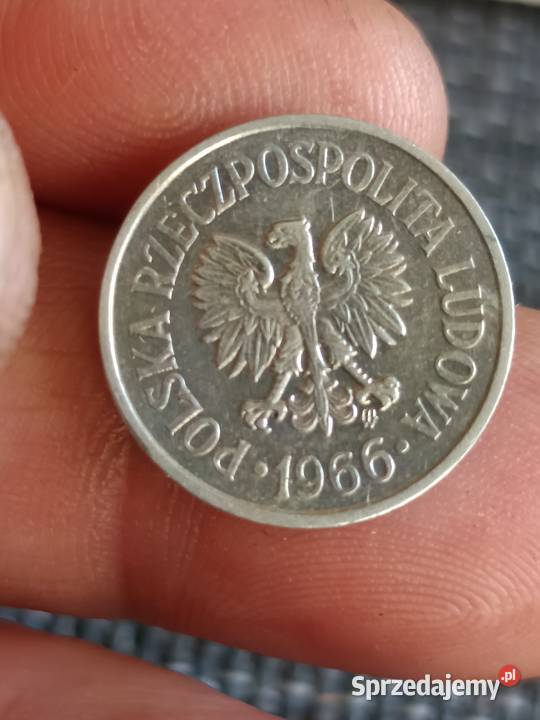 POLSKA RZECZPOSPOLITA LUDOWA
·1966·
Sprzedajemy.pl